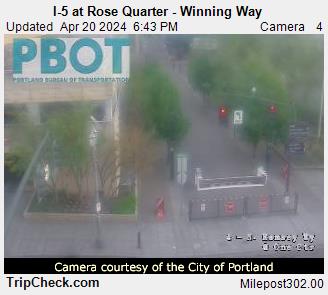 I-5 at Rose Quarter - Winning Way
Updated Apr 20 2024 6:43 PM Camera 4
PBOT
PORTLAND BUREAU OF TRANSPORTATION
Camera courtesy of the City of Portland
TripCheck.com Milepost302.00